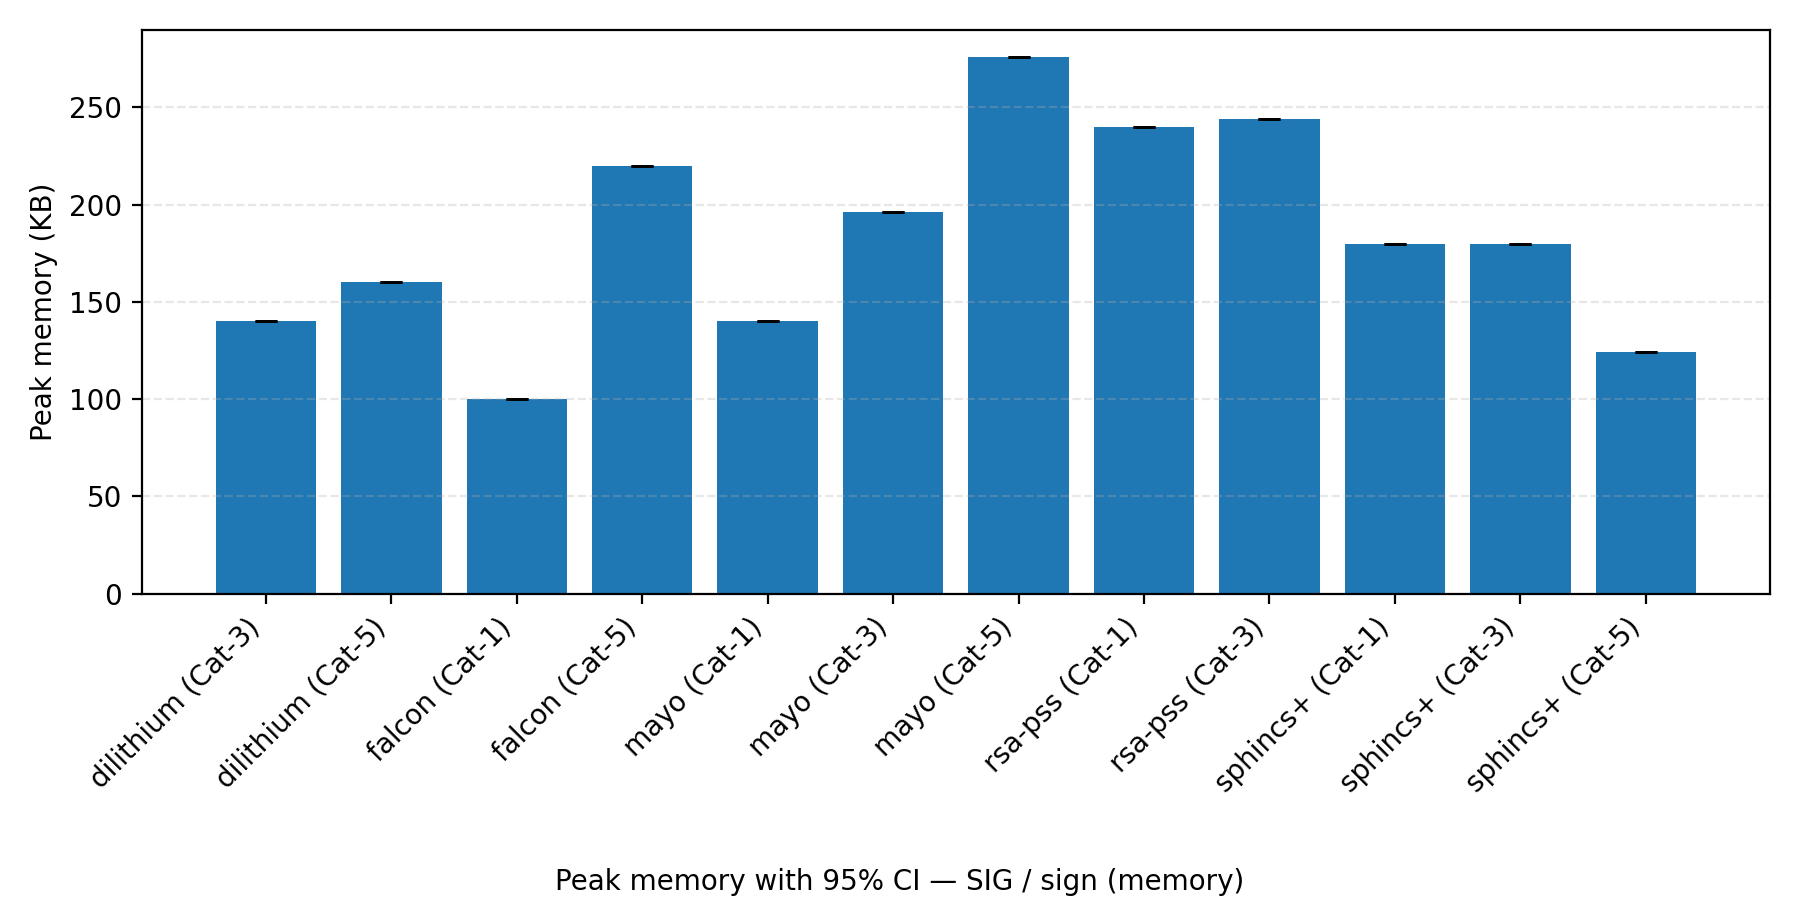 250
200
150
100
50
0
Peak memory (KB)
dilithium (Cat-3)
dilithium (Cat-5)
falcon (Cat-1)
falcon (Cat-5)
mayo (Cat-1)
mayo (Cat-3)
mayo (Cat-5)
rsa-pss (Cat-1)
rsa-pss (Cat-3)
sphincs+ (Cat-1)
sphincs+ (Cat-3)
sphincs+ (Cat-5)
Peak memory with 95% CI — SIG / sign (memory)